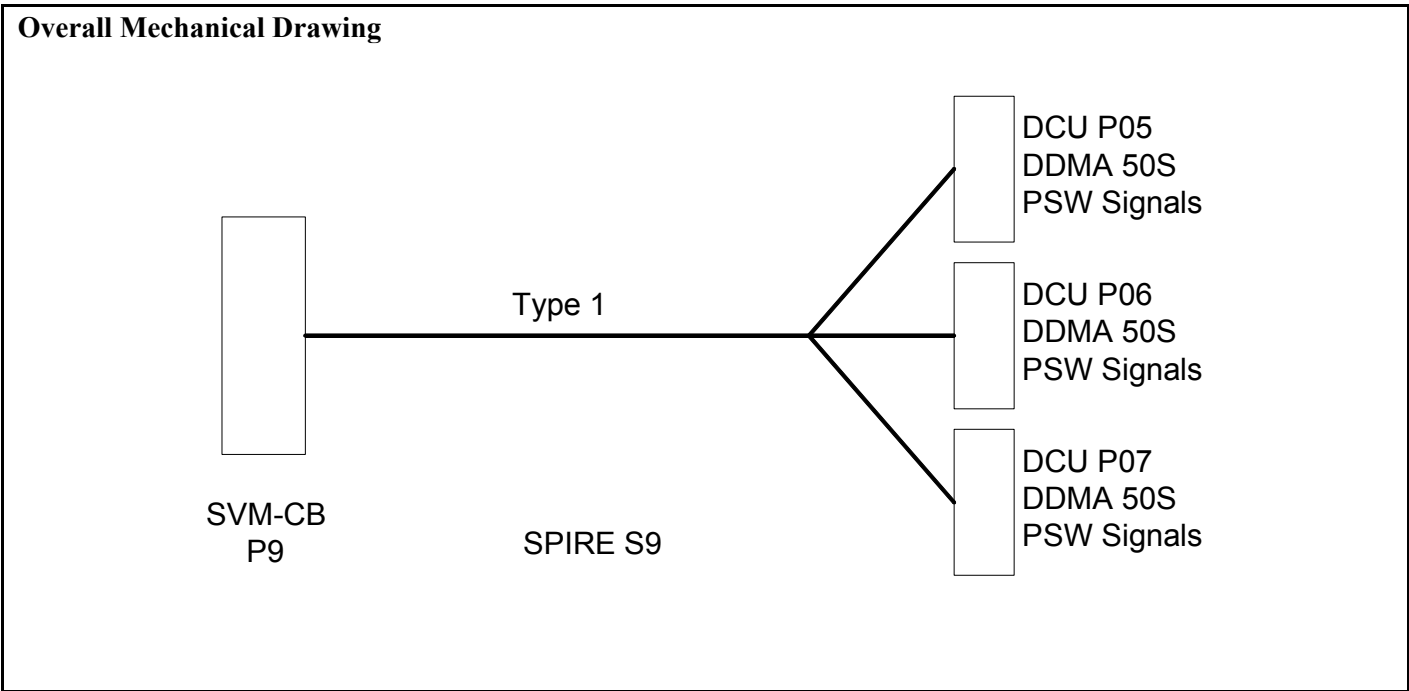 Overall Mechanical Drawing
DCU P05
DDMA 50S
PSW Signals
Type 1
DCU P06
DDMA 50S
PSW Signals
DCU P07
DDMA 50S
PSW Signals
SVM-CB
P9
SPIRE S9